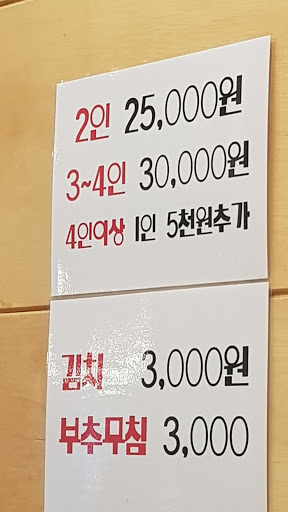 2인 25,000원
3~4인 30,000원
4인이상 1인 5천원추가
김치 3,000원
부추무침 3,000